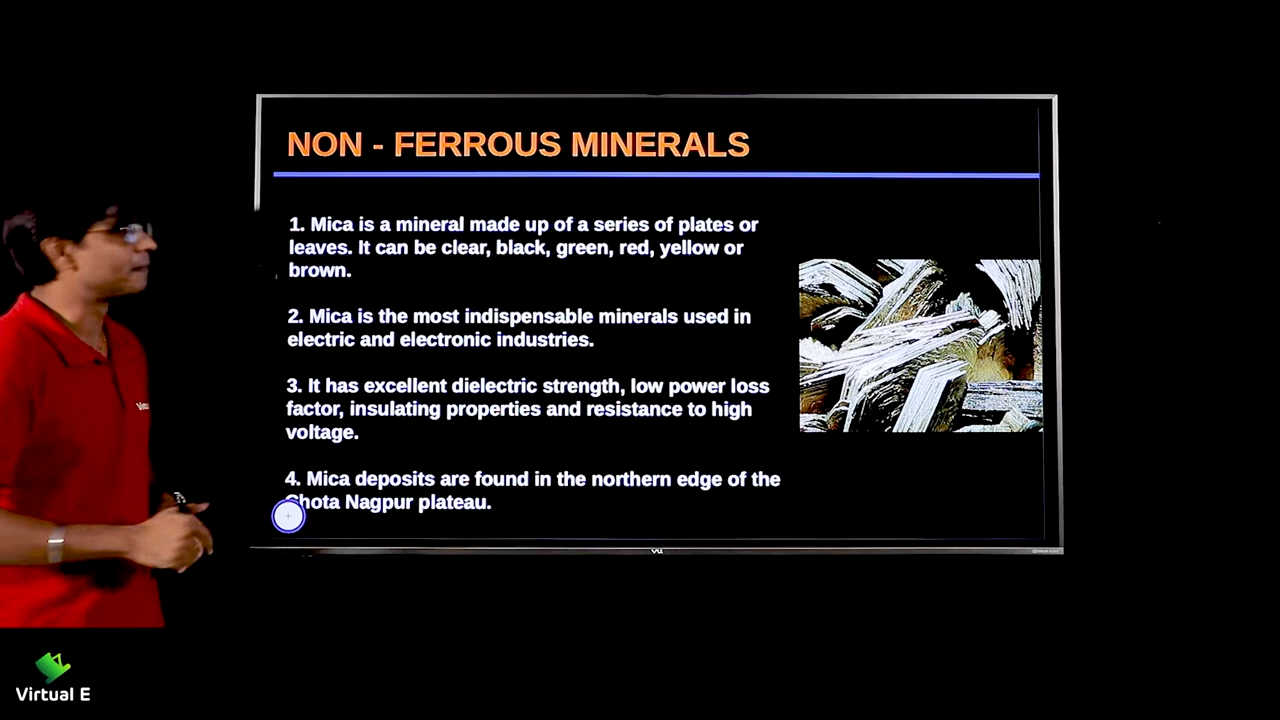 NON - FERROUS MINERALS
1. Mica is a mineral made up of a series of plates or
leaves. It can be clear, black, green, red, yellow or
brown.
2. Mica is the most indispensable minerals used in
electric and electronic industries.
3. It has excellent dielectric strength, low power loss
factor, insulating properties and resistance to high
voltage.
4. Mica deposits are found in the northern edge of the
Chota Nagpur plateau.
vu
Virtual E